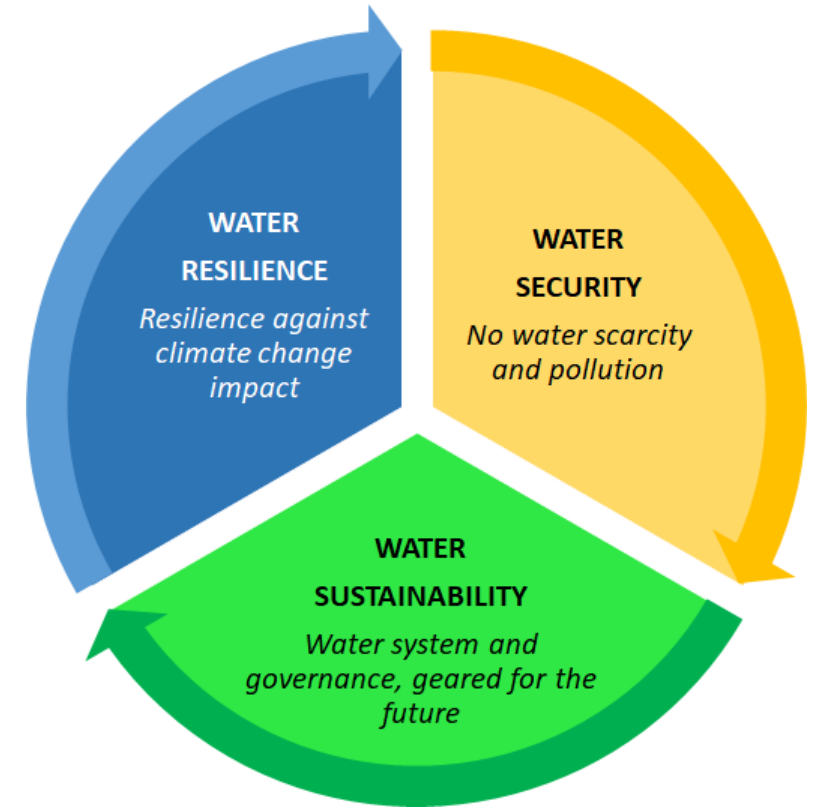 WATER
RESILIENCE
Resilience against
climate change
impact
WATER
SECURITY
No water scarcity
and pollution
WATER
SUSTAINABILITY
Water system and
governance, geared for the
future